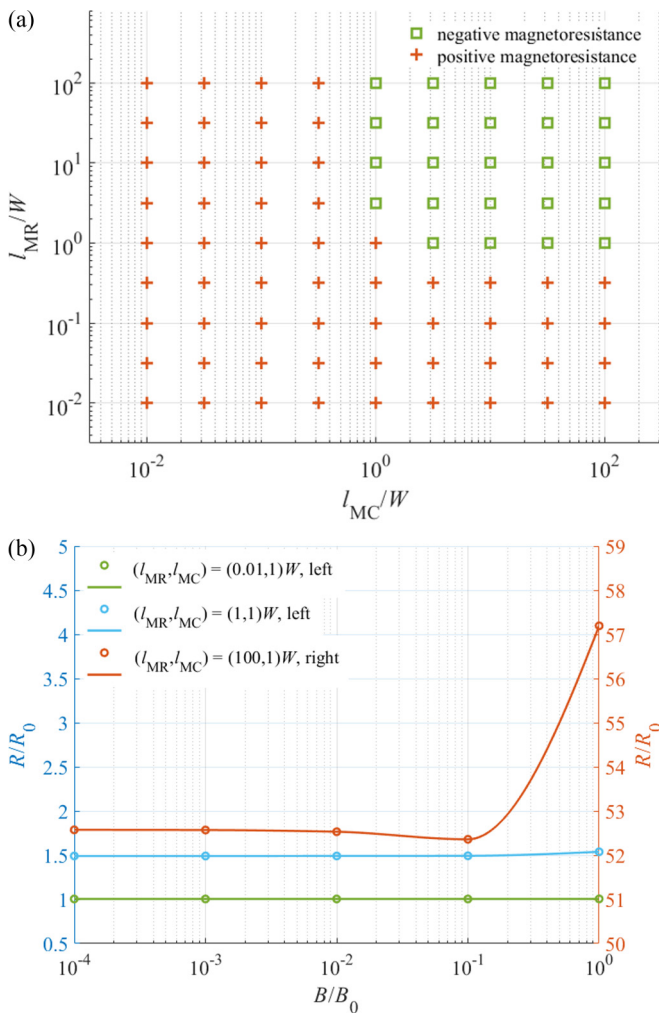 (a)
negative magnetoresistance
positive magnetoresistance
10^2
10^1
10^0
10^-1
10^-2
l_MR/W
10^-2
10^0
10^2
l_MC/W
(b)
5
4.5
4
3.5
3
2.5
2
1.5
1
0.5
R/R_0
(l_MR,l_MC) = (0.01,1)W, left
(l_MR,l_MC) = (1,1)W, left
(l_MR,l_MC) = (100,1)W, right
59
58
57
56
55
54
53
52
51
50
R/R_0
10^-4
10^-3
10^-2
10^-1
10^0
B/B_0